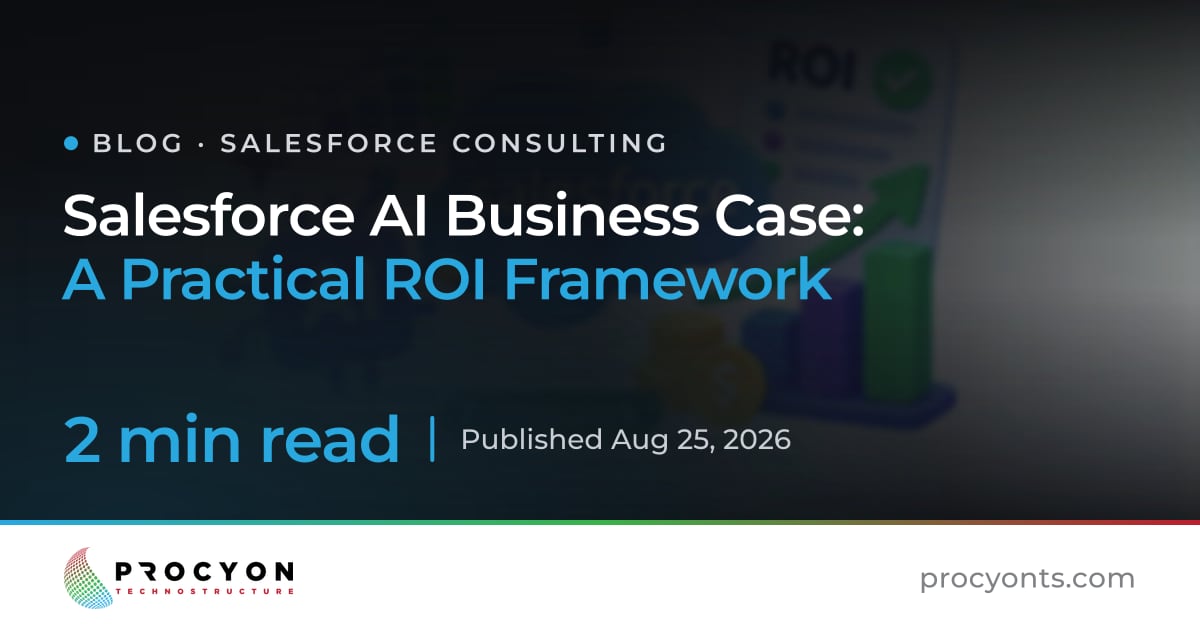 ROI
BLOG · SALESFORCE CONSULTING
Salesforce AI Business Case:
A Practical ROI Framework
2 min read
Published Aug 25, 2026
PROCYON
TECHNOSTRUCTURE
procyonts.com